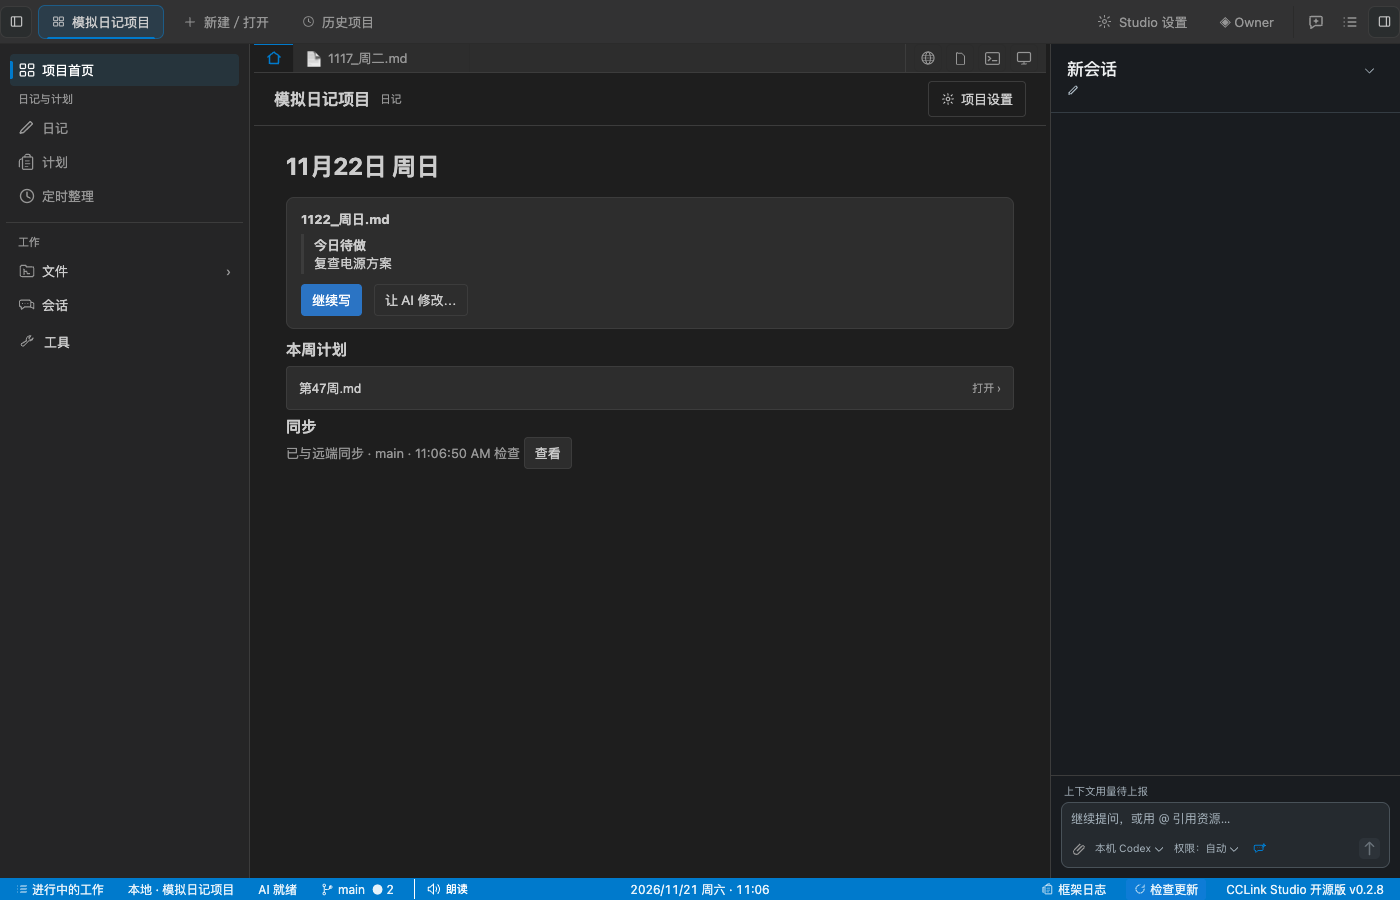 模拟日记项目
新建 / 打开
历史项目
Studio 设置
Owner
项目首页
日记与计划
日记
计划
定时整理
工作
文件
会话
工具
1117_周二.md
模拟日记项目 日记
项目设置
11月22日 周日
1122_周日.md
今日待做
复查电源方案
继续写
让 AI 修改...
本周计划
第47周.md
打开 ›
同步
已与远端同步 · main · 11:06:50 AM 检查
查看
新会话
上下文用量待上报
继续提问，或用 @ 引用资源...
本机 Codex
权限：自动
进行中的工作
本地 · 模拟日记项目
AI 就绪
main
2
朗读
2026/11/21 周六 · 11:06
框架日志
检查更新
CCLink Studio 开源版 v0.2.8